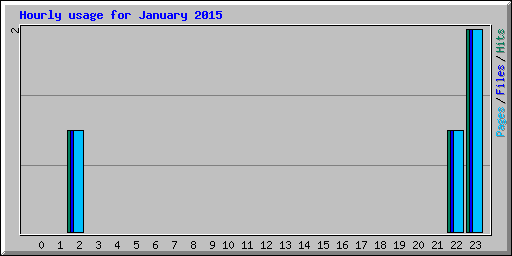 Hourly usage for January 2015
2
Pages/Files/Hits
0 1 2 3 4 5 6 7 8 9 10 11 12 13 14 15 16 17 18 19 20 21 22 23